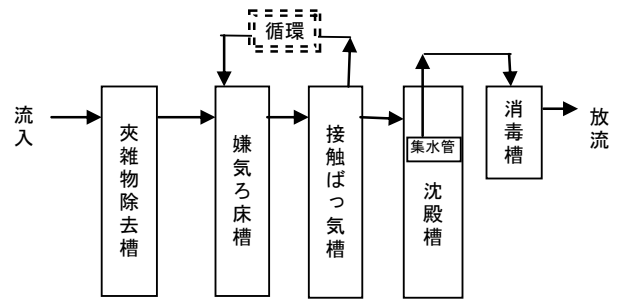 循環
流入
夾雑物除去槽
嫌気ろ床槽
接触ばっ気槽
集水管
沈殿槽
消毒槽
放流